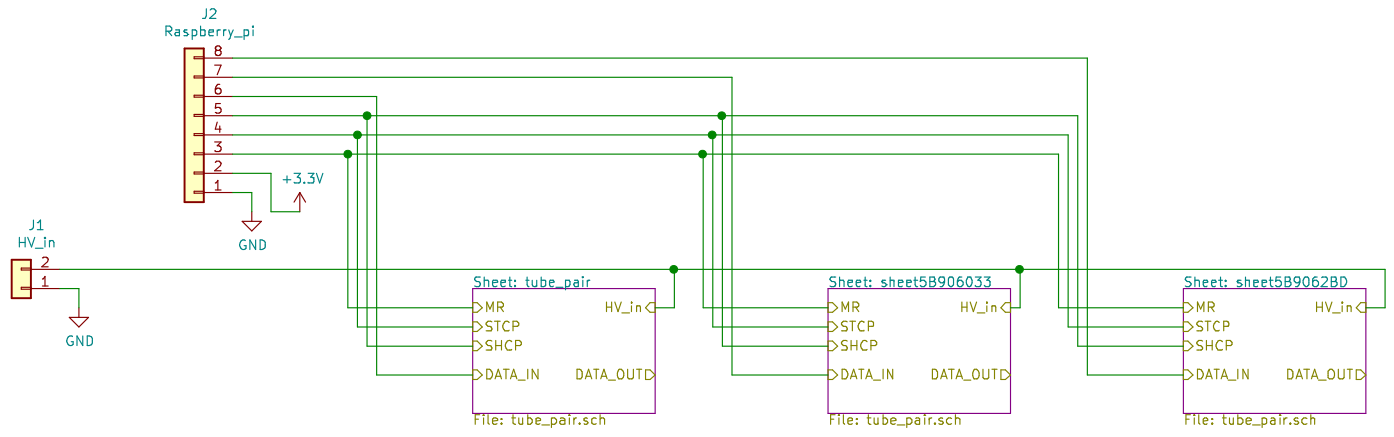 J2
Raspberry_pi
8
7
6
5
4
3
2
1
+3.3V
GND
J1
HV_in
2
1
GND
Sheet: tube_pair
MR
HV_in
STCP
SHCP
DATA_IN
DATA_OUT
File: tube_pair.sch
Sheet: sheet5B906033
MR
HV_in
STCP
SHCP
DATA_IN
DATA_OUT
File: tube_pair.sch
Sheet: sheet5B9062BD
MR
HV_in
STCP
SHCP
DATA_IN
DATA_OUT
File: tube_pair.sch